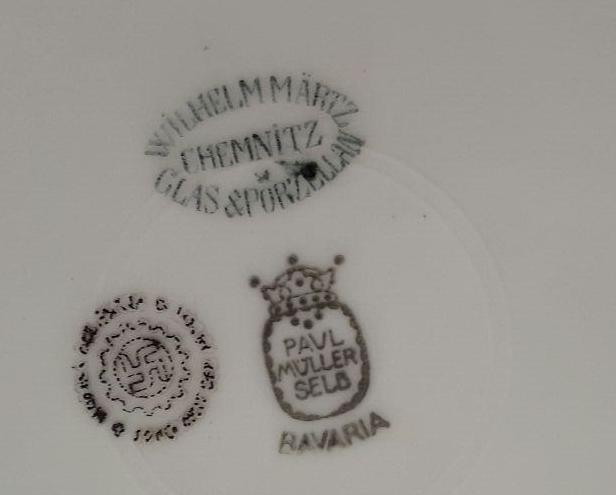 WILHELM MÄRTZ
CHEMNITZ
GLAS & PORZELLAN
PAUL
MÜLLER
SELB
BAVARIA